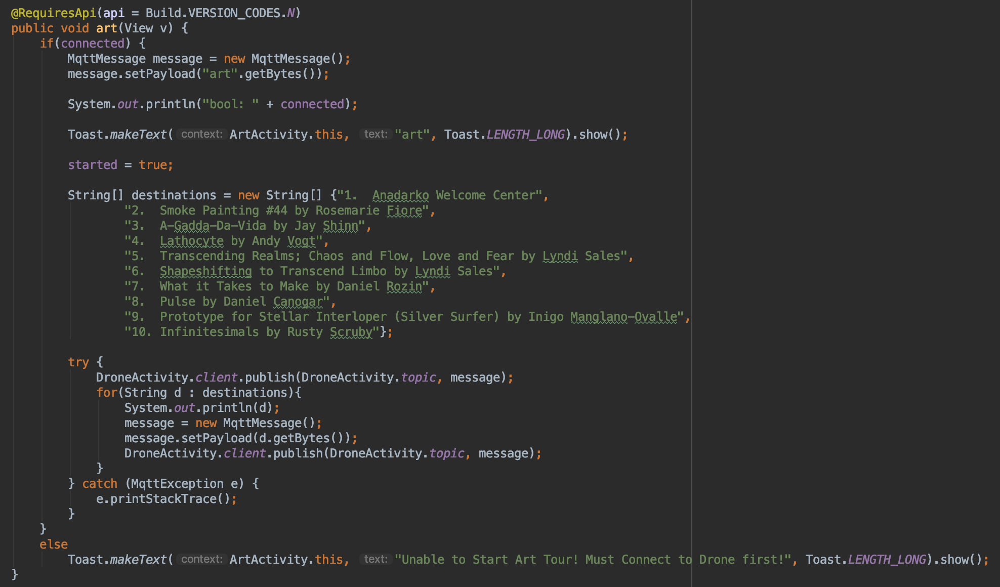 @RequiresApi(api = Build.VERSION_CODES.N)
public void art(View v) {
    if(connected) {
        MqttMessage message = new MqttMessage();
        message.setPayload("art".getBytes());

        System.out.println("bool: " + connected);

        Toast.makeText( context: ArtActivity.this, text: "art", Toast.LENGTH_LONG).show();

        started = true;

        String[] destinations = new String[] {"1.  Anadarko Welcome Center",
                "2.  Smoke Painting #44 by Rosemarie Fiore",
                "3.  A-Gadda-Da-Vida by Jay Shinn",
                "4.  Lathocyte by Andy Vogt",
                "5.  Transcending Realms; Chaos and Flow, Love and Fear by Lyndi Sales",
                "6.  Shapeshifting to Transcend Limbo by Lyndi Sales",
                "7.  What it Takes to Make by Daniel Rozin",
                "8.  Pulse by Daniel Canogar",
                "9.  Prototype for Stellar Interloper (Silver Surfer) by Inigo Manglano-Ovalle",
                "10. Infinitesimals by Rusty Scruby"};

        try {
            DroneActivity.client.publish(DroneActivity.topic, message);
            for(String d : destinations){
                System.out.println(d);
                message = new MqttMessage();
                message.setPayload(d.getBytes());
                DroneActivity.client.publish(DroneActivity.topic, message);
            }
        } catch (MqttException e) {
            e.printStackTrace();
        }
    }
    else
        Toast.makeText( context: ArtActivity.this, text: "Unable to Start Art Tour! Must Connect to Drone first!", Toast.LENGTH_LONG).show();
}